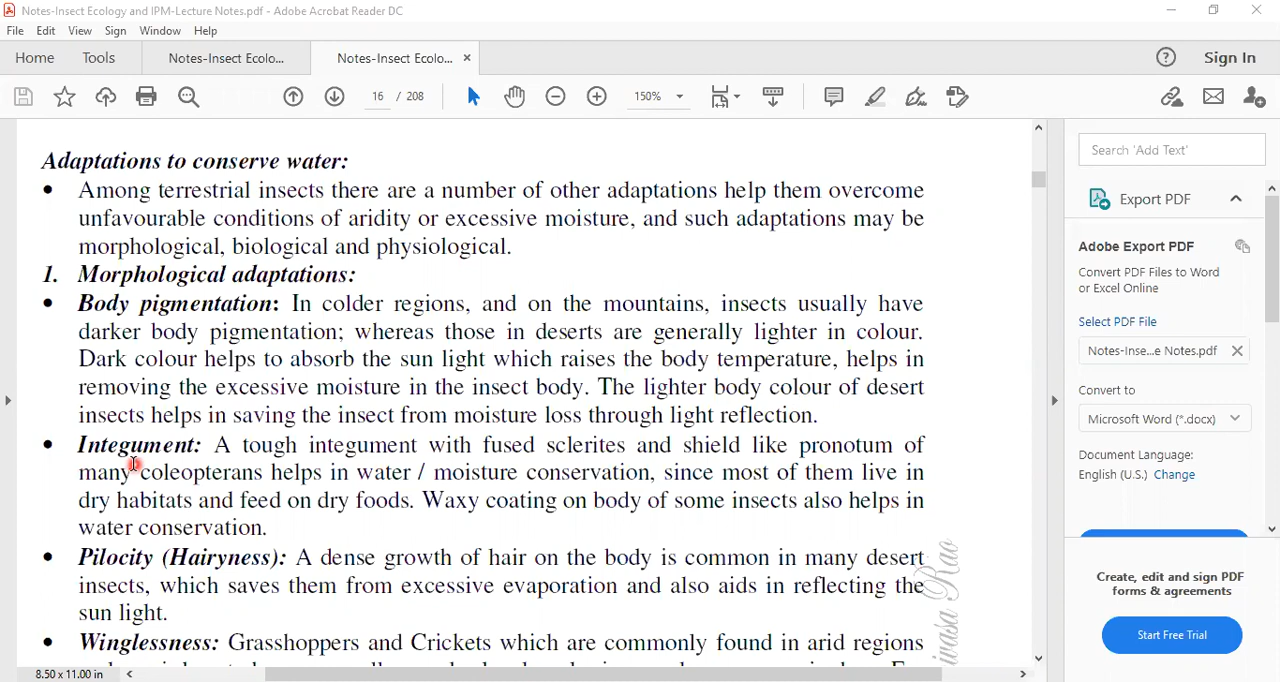 Notes-Insect Ecology and IPM-Lecture Notes.pdf - Adobe Acrobat Reader DC
File Edit View Sign Window Help
Home Tools Notes-Insect Ecolo... Notes-Insect Ecolo... × Sign In
16 / 208 150%
Adaptations to conserve water:
• Among terrestrial insects there are a number of other adaptations help them overcome
unfavourable conditions of aridity or excessive moisture, and such adaptations may be
morphological, biological and physiological.
1. Morphological adaptations:
• Body pigmentation: In colder regions, and on the mountains, insects usually have
darker body pigmentation; whereas those in deserts are generally lighter in colour.
Dark colour helps to absorb the sun light which raises the body temperature, helps in
removing the excessive moisture in the insect body. The lighter body colour of desert
insects helps in saving the insect from moisture loss through light reflection.
• Integument: A tough integument with fused sclerites and shield like pronotum of
many coleopterans helps in water / moisture conservation, since most of them live in
dry habitats and feed on dry foods. Waxy coating on body of some insects also helps in
water conservation.
• Pilocity (Hairyness): A dense growth of hair on the body is common in many desert
insects, which saves them from excessive evaporation and also aids in reflecting the
sun light.
• Winglessness: Grasshoppers and Crickets which are commonly found in arid regions
Rao
8.50 x 11.00 in
Search 'Add Text'
Export PDF
Adobe Export PDF
Convert PDF Files to Word
or Excel Online
Select PDF File
Notes-Inse...e Notes.pdf
Convert to
Microsoft Word (*.docx)
Document Language:
English (U.S.) Change
Create, edit and sign PDF
forms & agreements
Start Free Trial